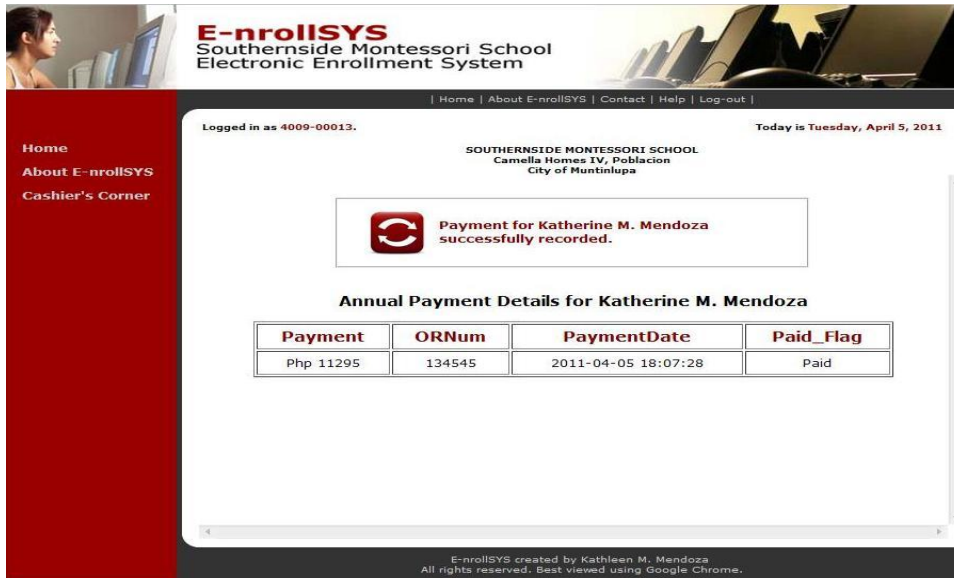 E-nrollSYS
Southernside Montessori School
Electronic Enrollment System
| Home | About E-nrollSYS | Contact | Help | Log-out |
Home
About E-nrollSYS
Cashier's Corner
Logged in as 4009-00013.
Today is Tuesday, April 5, 2011
SOUTHERNSIDE MONTESSORI SCHOOL
Camella Homes IV, Poblacion
City of Muntinlupa
Payment for Katherine M. Mendoza
successfully recorded.
Annual Payment Details for Katherine M. Mendoza
Payment ORNum PaymentDate Paid_Flag
Php 11295 134545 2011-04-05 18:07:28 Paid
E-nrollSYS created by Kathleen M. Mendoza
All rights reserved. Best viewed using Google Chrome.